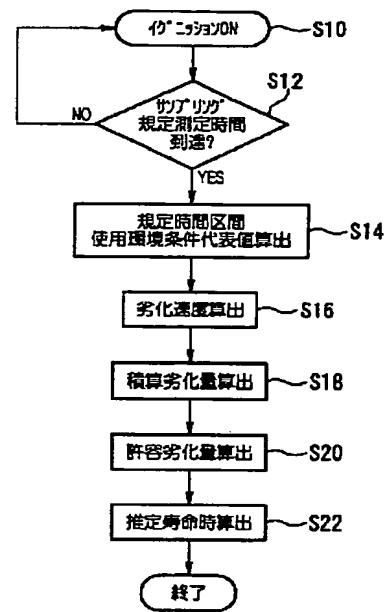 イグニッションON
S10
サンプリング
規定測定時間
到達?
S12
NO
YES
規定時間区間
使用環境条件代表値算出
S14
劣化速度算出
S16
積算劣化量算出
S18
許容劣化量算出
S20
推定寿命時算出
S22
終了